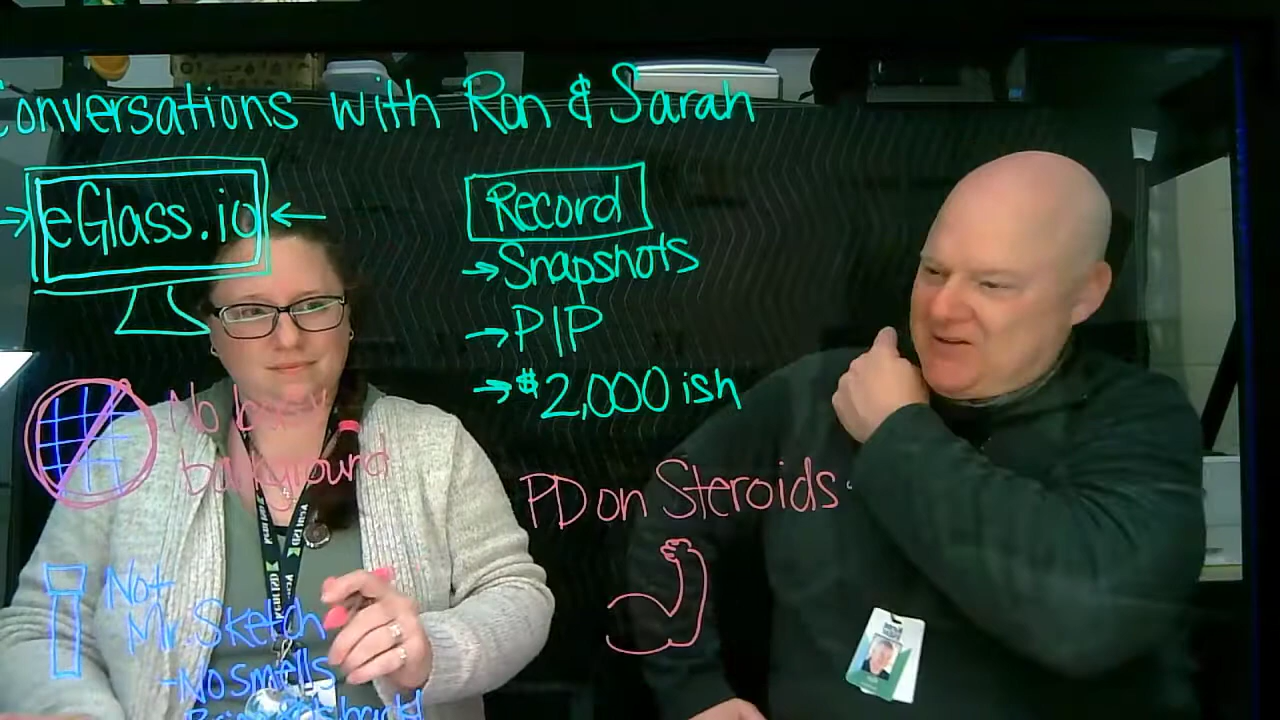 Conversations with Ron & Sarah
→ eGlass.io ←
Record
→ Snapshots
→ PIP
→ $2,000 ish
No busy
background
PD on Steroids
Not
Mr. Sketch
- No smells